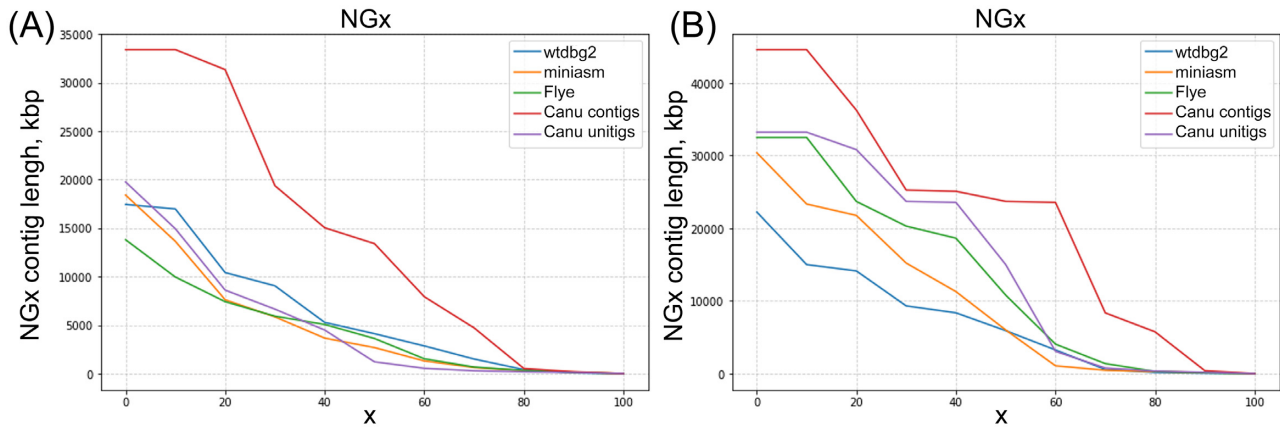 (A)
NGx
NGx contig lengh, kbp
35000
30000
25000
20000
15000
10000
5000
0
wtdbg2
miniasm
Flye
Canu contigs
Canu unitigs
0 20 40 60 80 100
x
(B)
NGx
NGx contig lengh, kbp
40000
30000
20000
10000
0
wtdbg2
miniasm
Flye
Canu contigs
Canu unitigs
0 20 40 60 80 100
x